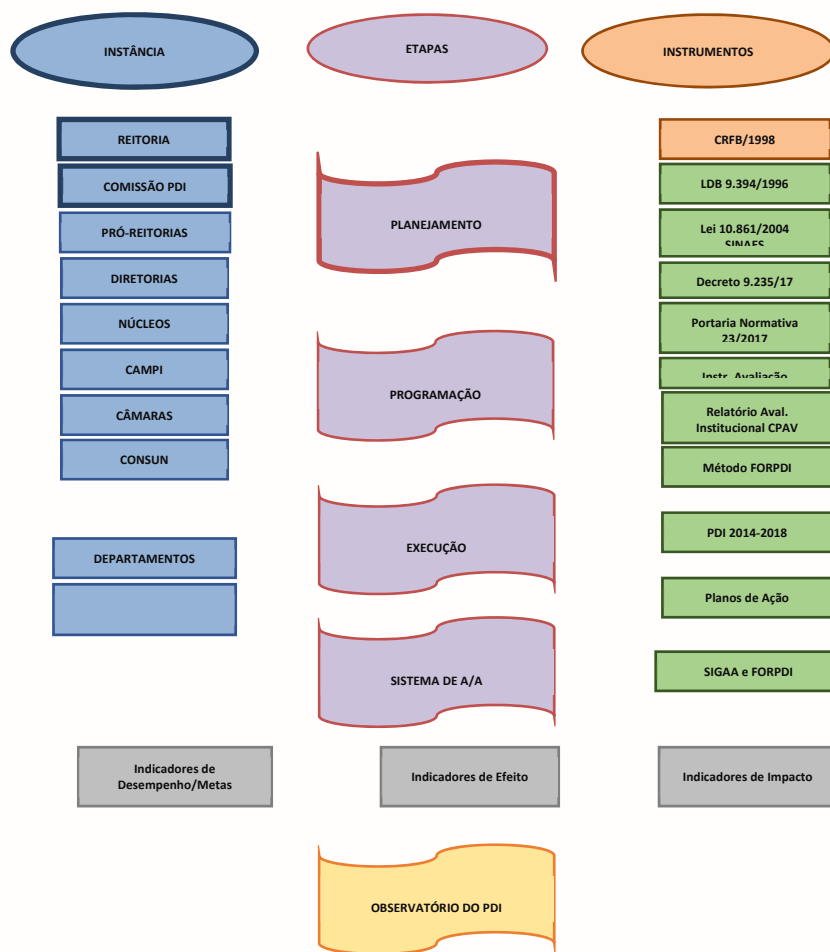 INSTÂNCIA
ETAPAS
INSTRUMENTOS
REITORIA
COMISSÃO PDI
PRÓ-REITORIAS
DIRETORIAS
NÚCLEOS
CAMPI
CÂMARAS
CONSUN
DEPARTAMENTOS
PLANEJAMENTO
PROGRAMAÇÃO
EXECUÇÃO
SISTEMA DE A/A
CRFB/1998
LDB 9.394/1996
Lei 10.861/2004
SINAES
Decreto 9.235/17
Portaria Normativa
23/2017
Instr. Avaliação
Relatório Aval.
Institucional CPAV
Método FORPDI
PDI 2014-2018
Planos de Ação
SIGAA e FORPDI
Indicadores de
Desempenho/Metas
Indicadores de Efeito
Indicadores de Impacto
OBSERVATÓRIO DO PDI